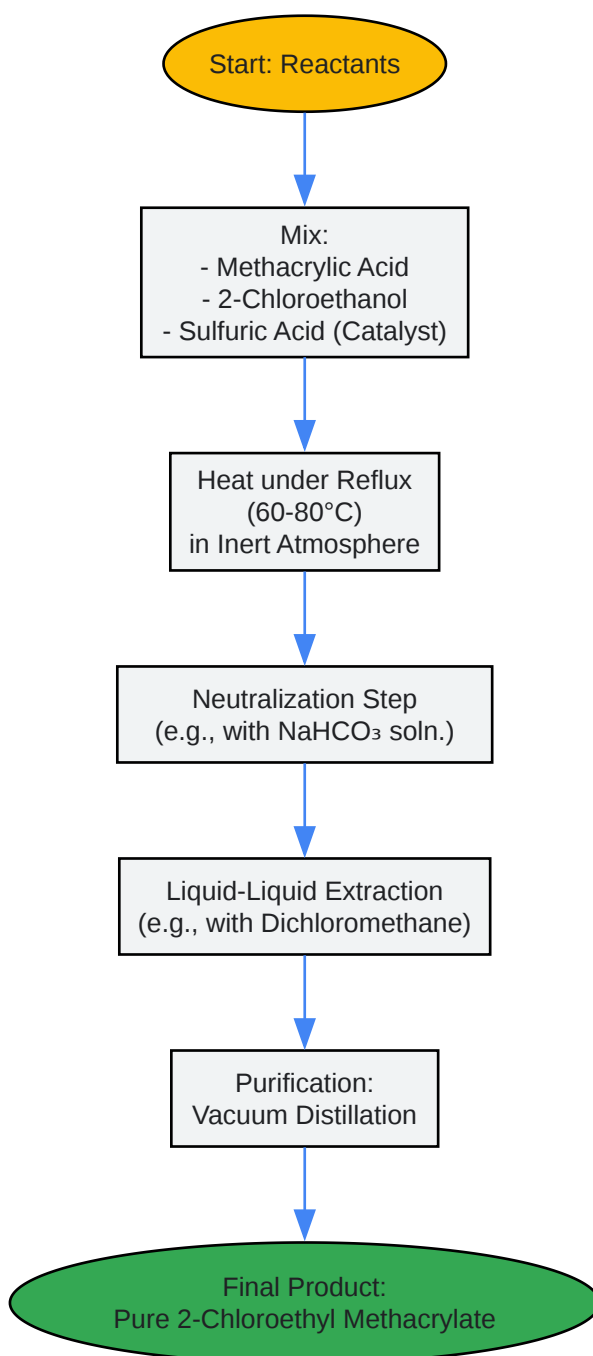 Start: Reactants
Mix:
- Methacrylic Acid
- 2-Chloroethanol
- Sulfuric Acid (Catalyst)
Heat under Reflux
(60-80°C)
in Inert Atmosphere
Neutralization Step
(e.g., with NaHCO₃ soln.)
Liquid-Liquid Extraction
(e.g., with Dichloromethane)
Purification:
Vacuum Distillation
Final Product:
Pure 2-Chloroethyl Methacrylate